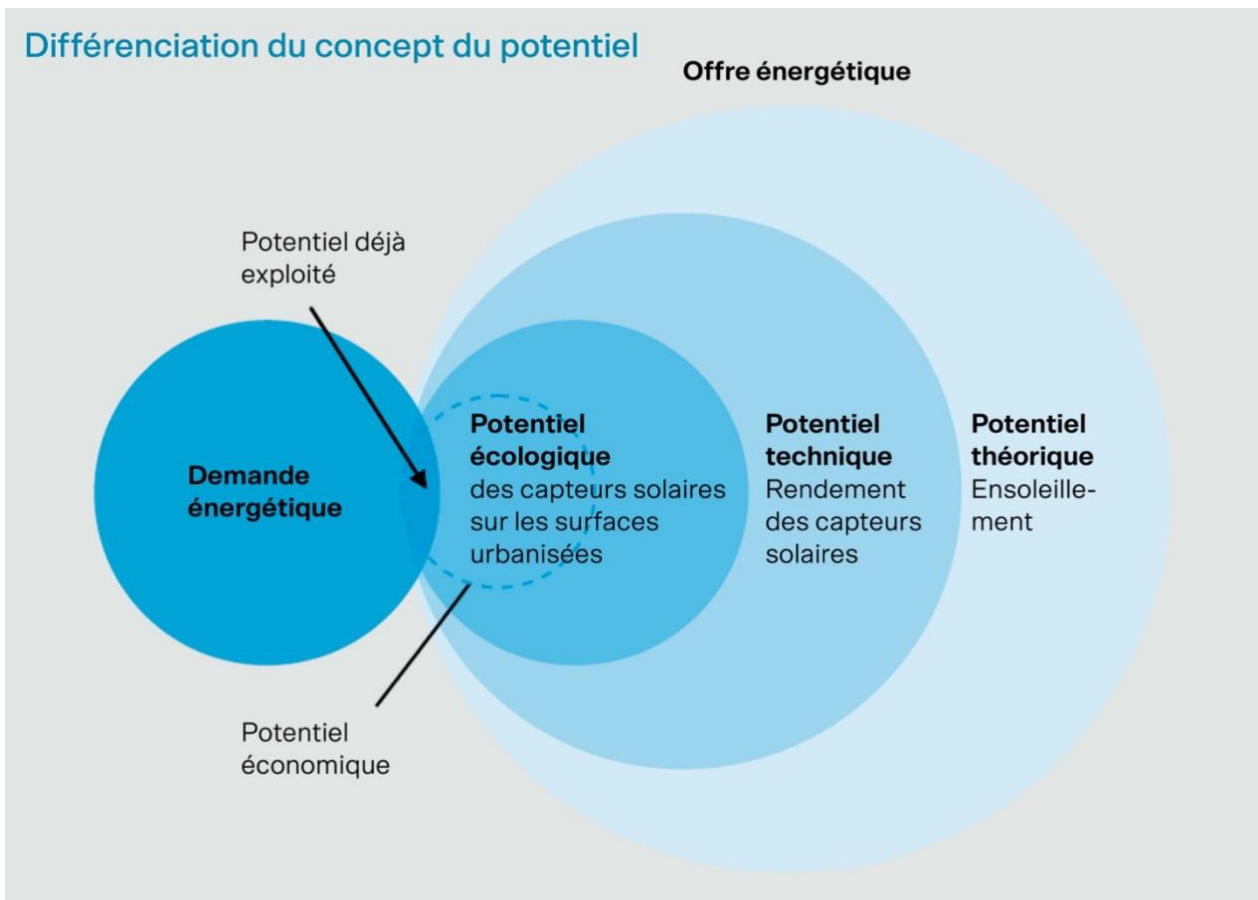 Différenciation du concept du potentiel
Offre énergétique
Potentiel déjà
exploité
Demande
énergétique
Potentiel
écologique
des capteurs solaires
sur les surfaces
urbanisées
Potentiel
technique
Rendement
des capteurs
solaires
Potentiel
théorique
Ensoleille-
ment
Potentiel
économique